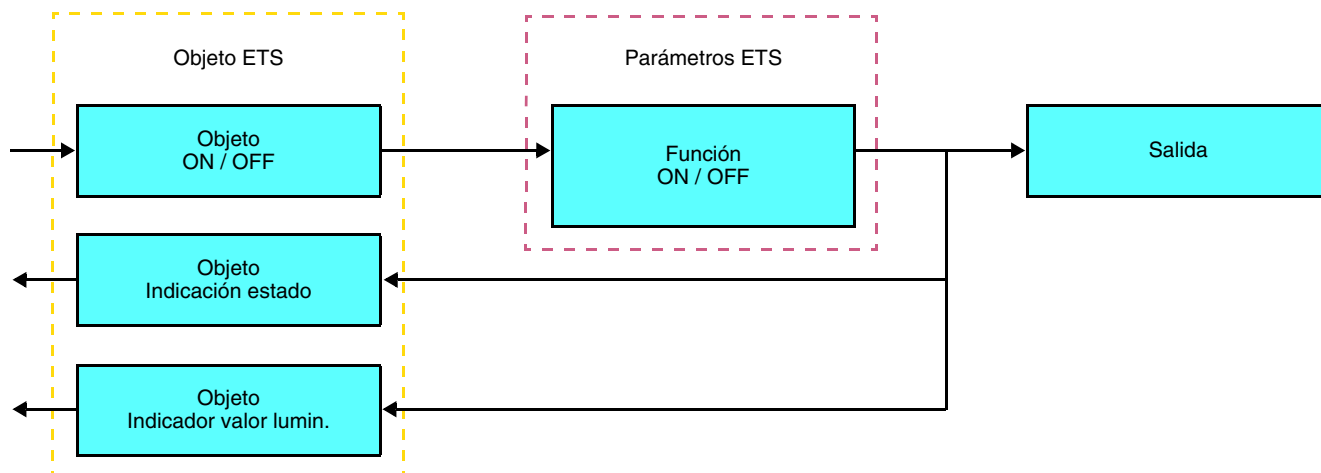 Objeto ETS
Parámetros ETS
Objeto
ON / OFF
Función
ON / OFF
Salida
Objeto
Indicación estado
Objeto
Indicador valor lumin.